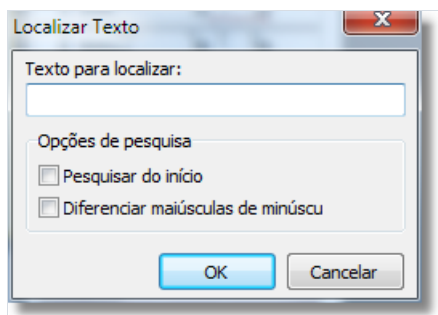 Localizar Texto
Texto para localizar:
Opções de pesquisa
Pesquisar do início
Diferenciar maiúsculas de minúscu
OK
Cancelar